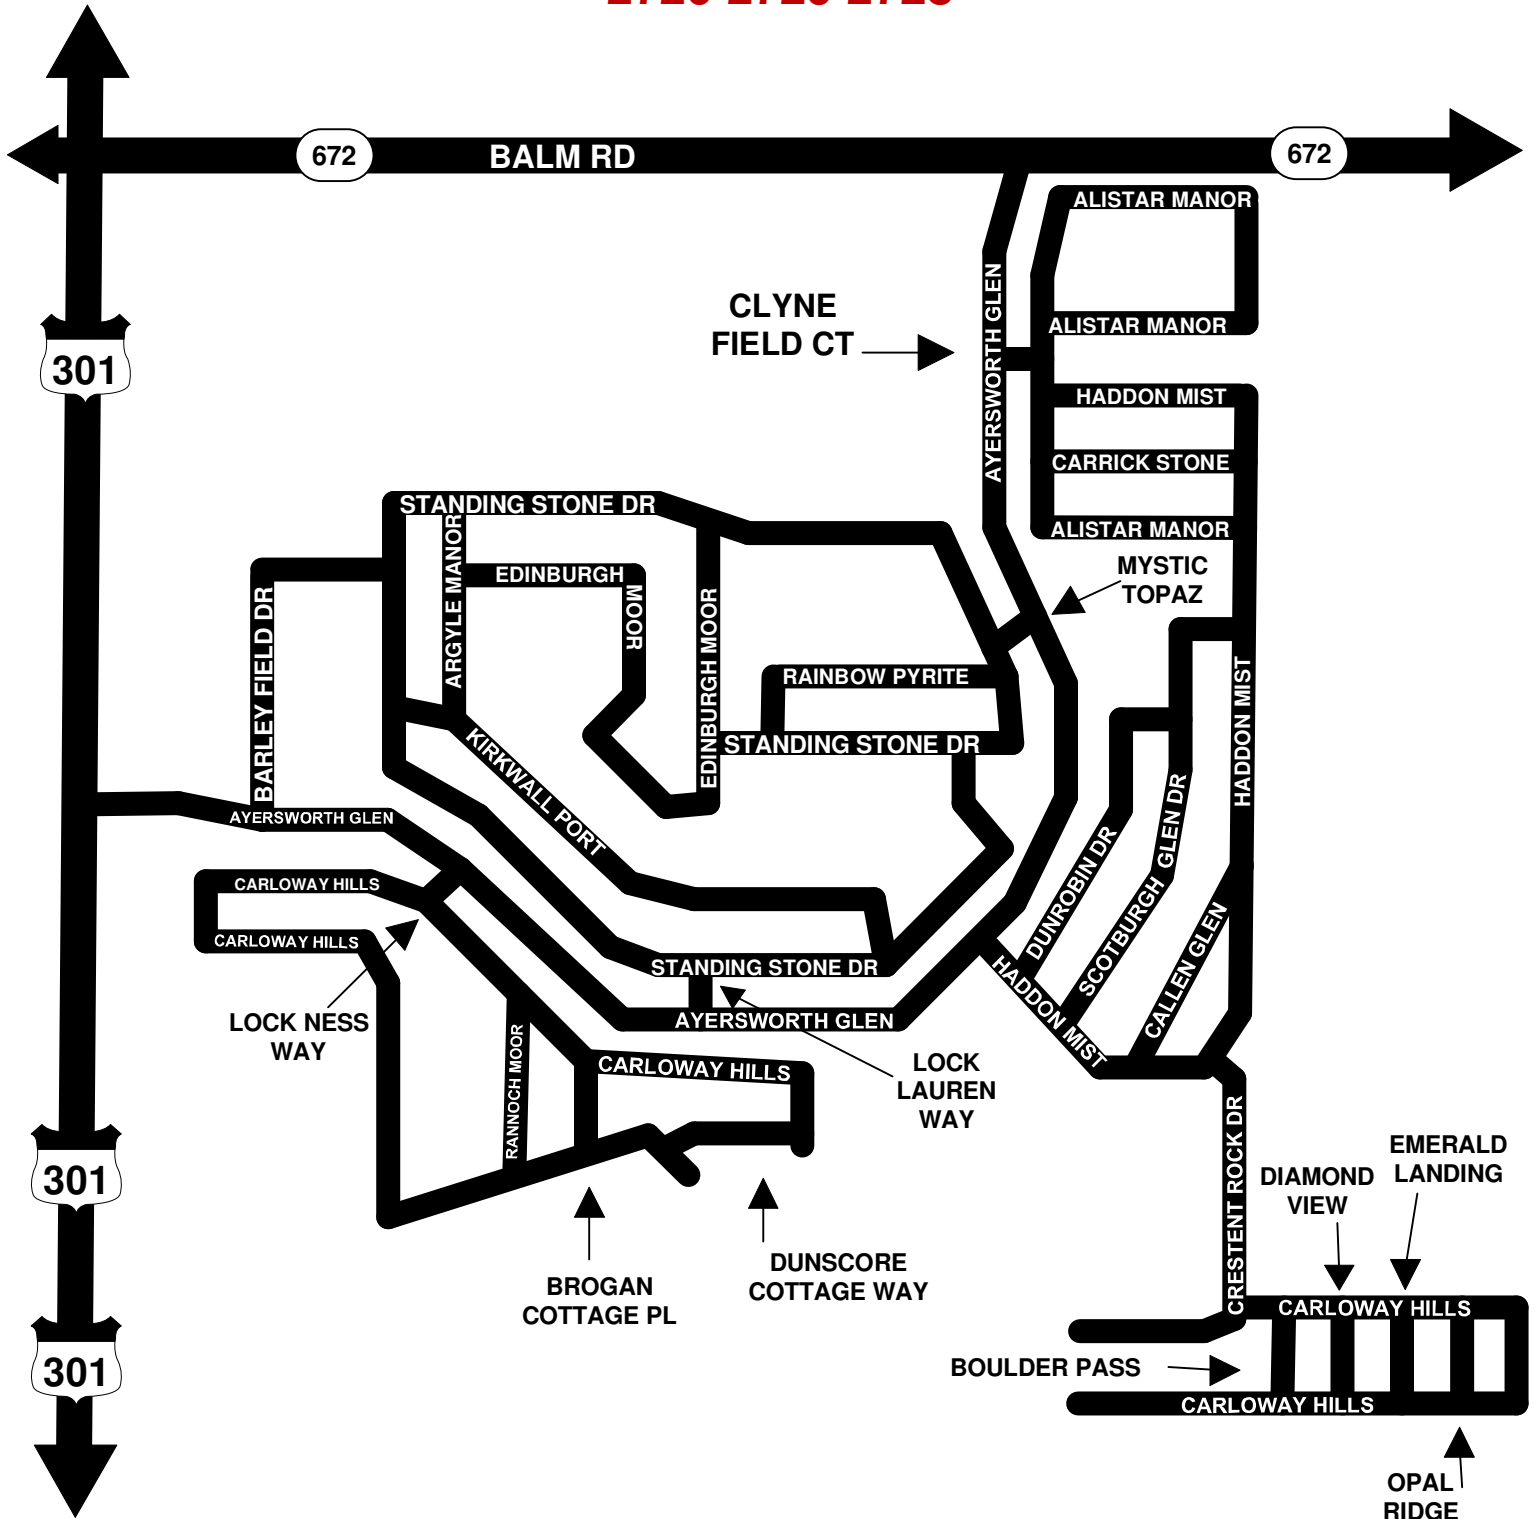 672
BALM RD
672
ALISTAR MANOR
AYERSWORTH GLEN
CLYNE
FIELD CT
301
ALISTAR MANOR
HADDON MIST
CARRICK STONE
ALISTAR MANOR
STANDING STONE DR
ARGYLE MANOR
EDINBURGH
MOOR
EDINBURGH MOOR
MYSTIC
TOPAZ
BARLEY FIELD DR
RAINBOW PYRITE
STANDING STONE DR
KIRKWALL PORT
HADDON MIST
AYERSWORTH GLEN
DUNROBIN DR
SCOTBURGH GLEN DR
CALLEN GLEN
CARLOWAY HILLS
CARLOWAY HILLS
STANDING STONE DR
HADDON MIST
AYERSWORTH GLEN
LOCK NESS
WAY
RANNOCH MOOR
CARLOWAY HILLS
LOCK
LAUREN
WAY
301
CRESTENT ROCK DR
EMERALD
LANDING
DIAMOND
VIEW
BROGAN
COTTAGE PL
DUNSCORE
COTTAGE WAY
CARLOWAY HILLS
301
BOULDER PASS
CARLOWAY HILLS
OPAL
RIDGE